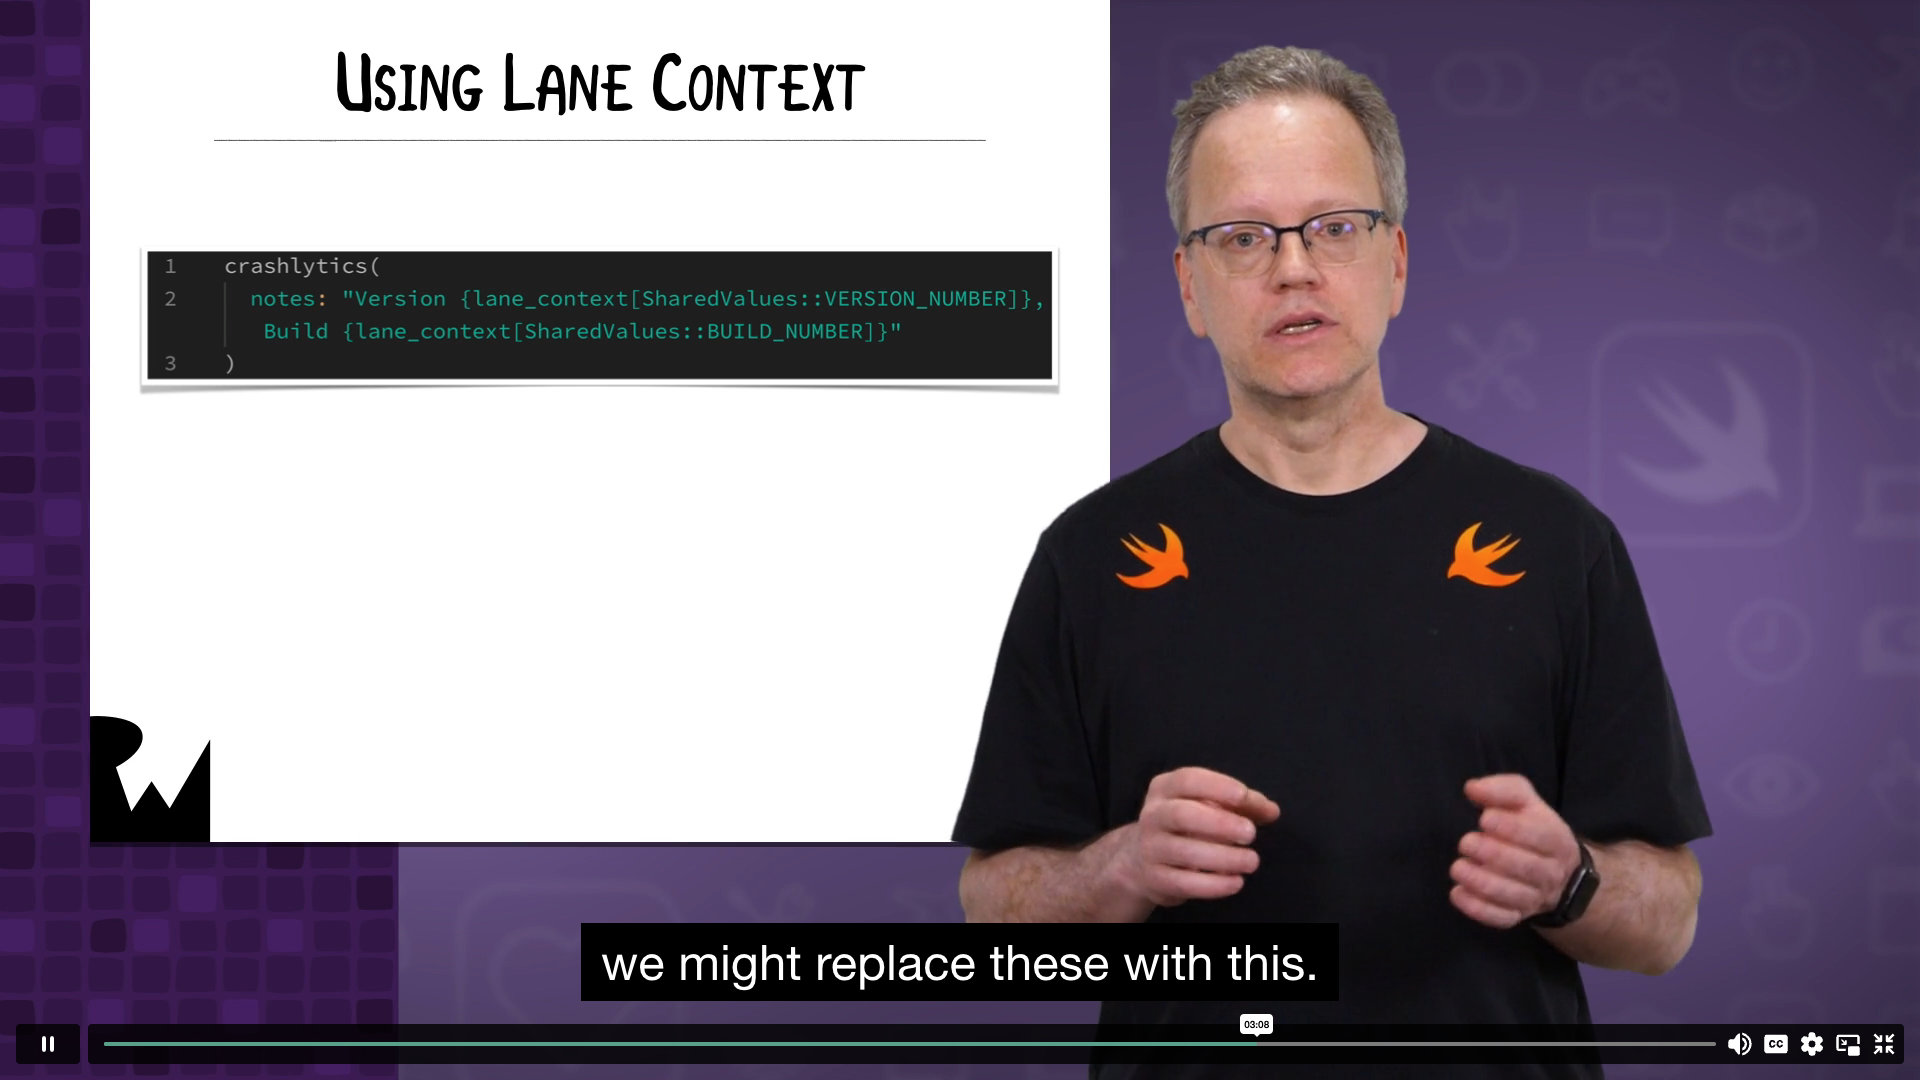 USING LANE CONTEXT
1 crashlytics(
2 notes: "Version {lane_context[SharedValues::VERSION_NUMBER]},
Build {lane_context[SharedValues::BUILD_NUMBER]}"
3 )
RW
we might replace these with this.
03:08
CC